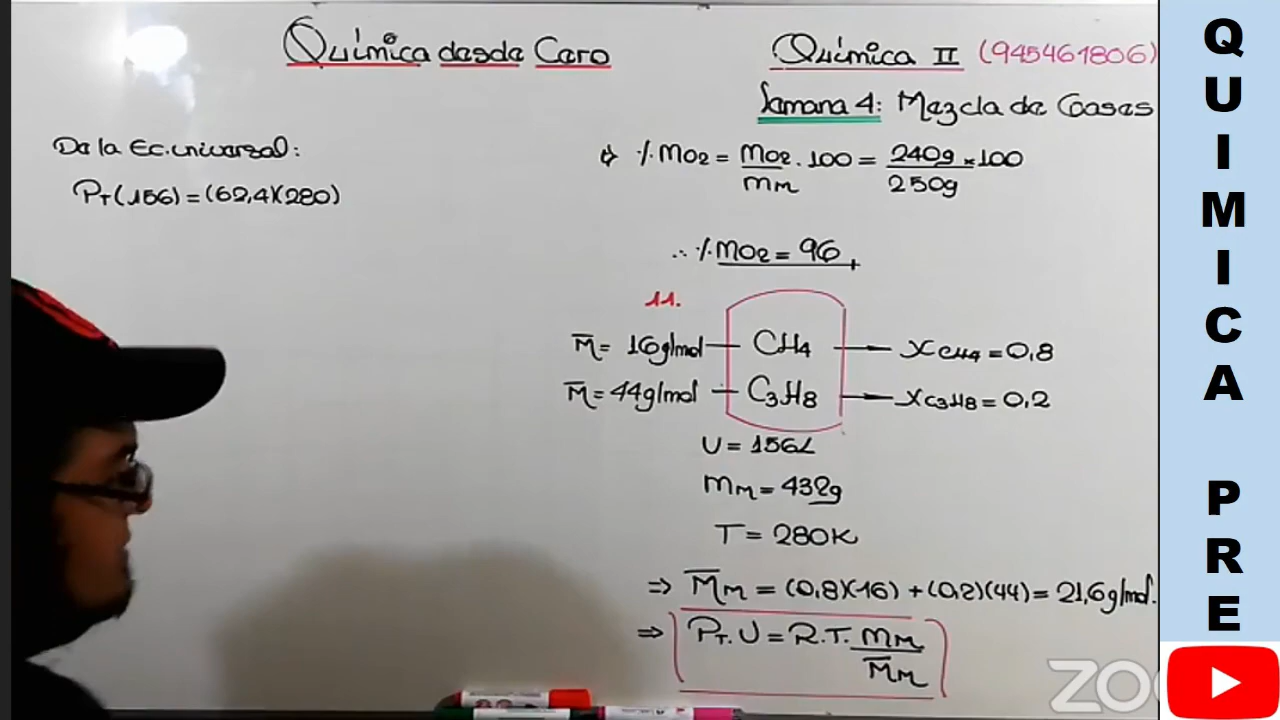 Química desde Cero
Química II (945461806)
Semana 4: Mezcla de Gases
De la Ec. universal:
PT(156) = (62,4)(280)
⇒ % mO2 = mO2/mM . 100 = 240g/250g × 100
∴ % mO2 = 96
11.
M̄ = 16g/mol — CH4 → XCH4 = 0,8
M̄ = 44g/mol — C3H8 → XC3H8 = 0,2
V = 156L
mM = 432g
T = 280K
⇒ M̄M = (0,8)(16) + (0,2)(44) = 21,6g/mol.
⇒ PT.V = R.T. mM/M̄M
QUIMICA PRE
ZOO